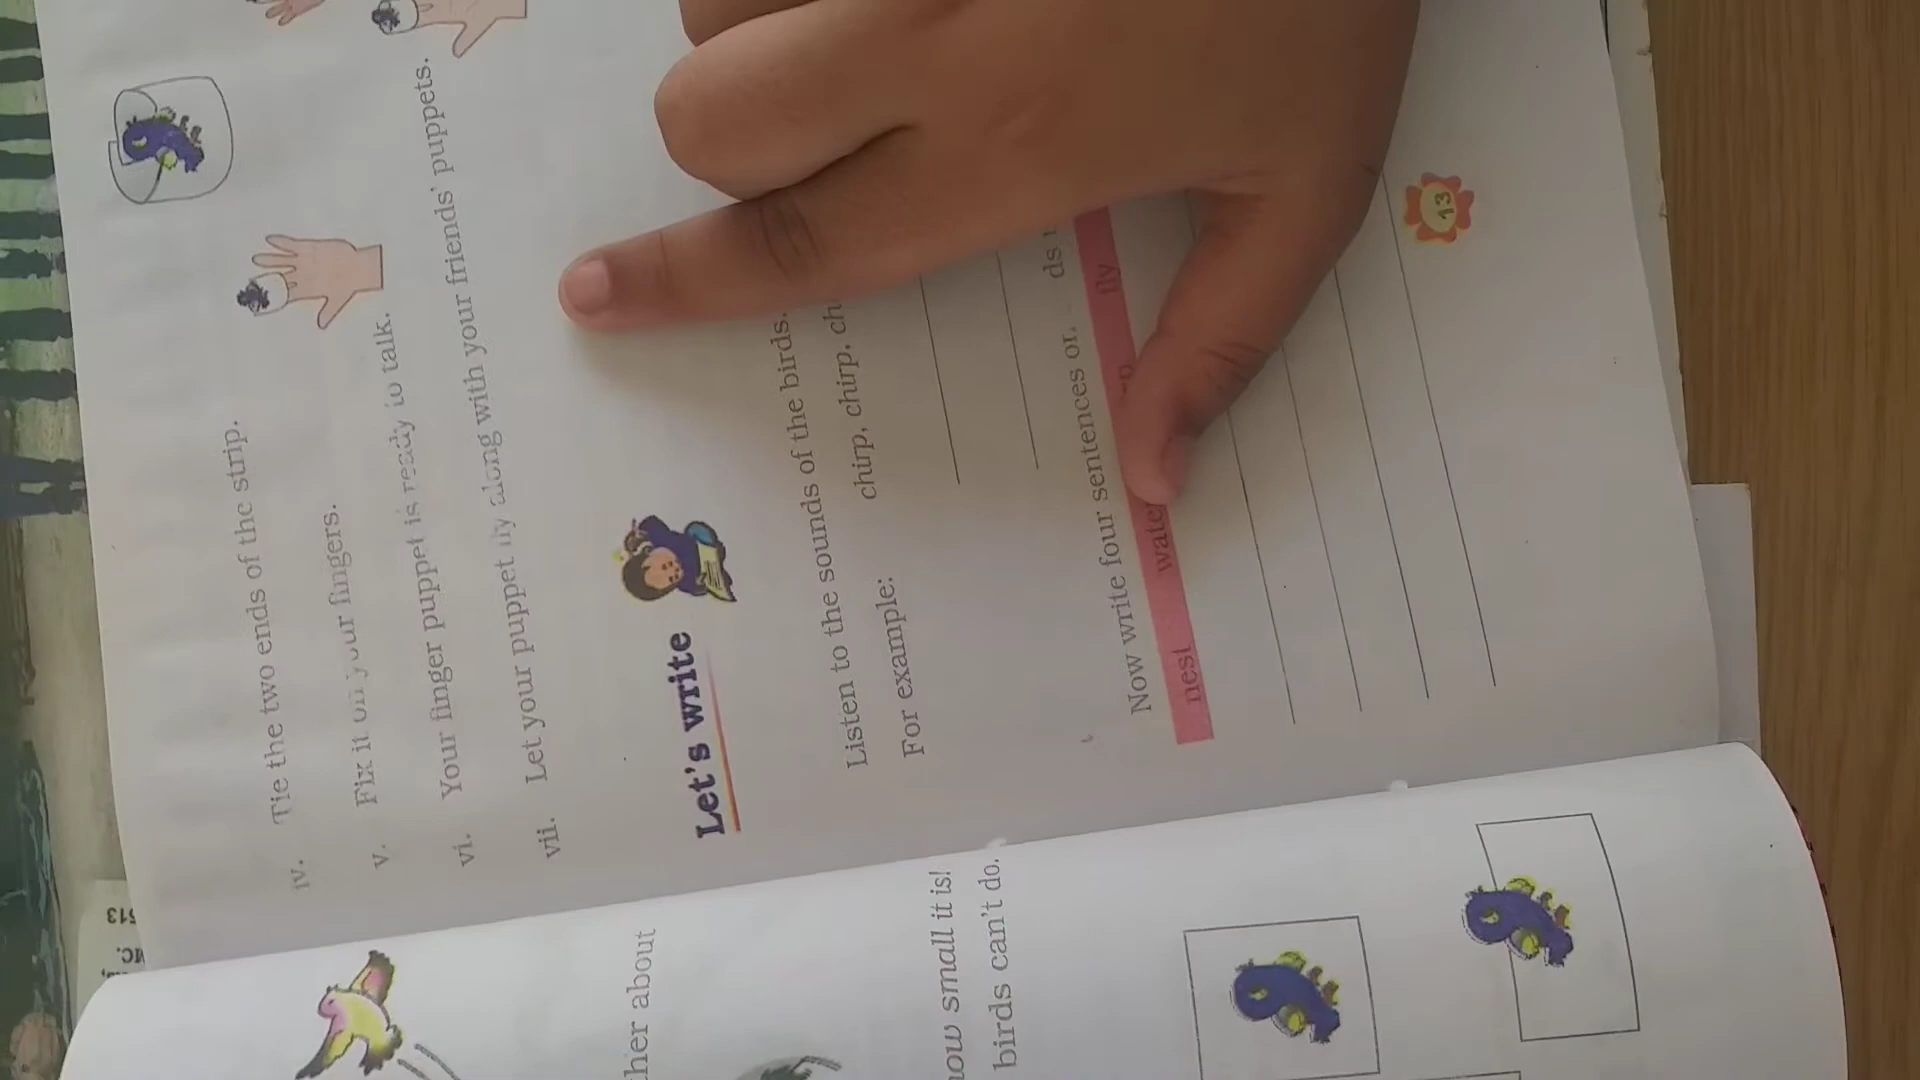 her about
how small it is!
birds can't do.
iv. Tie the two ends of the strip.
v. Fix it on your fingers.
vi. Your finger puppet is ready to talk.
vii. Let your puppet fly along with your friends' puppets.
Let's write
Listen to the sounds of the birds.
For example: chirp, chirp, ch
Now write four sentences
nest fly
13
513